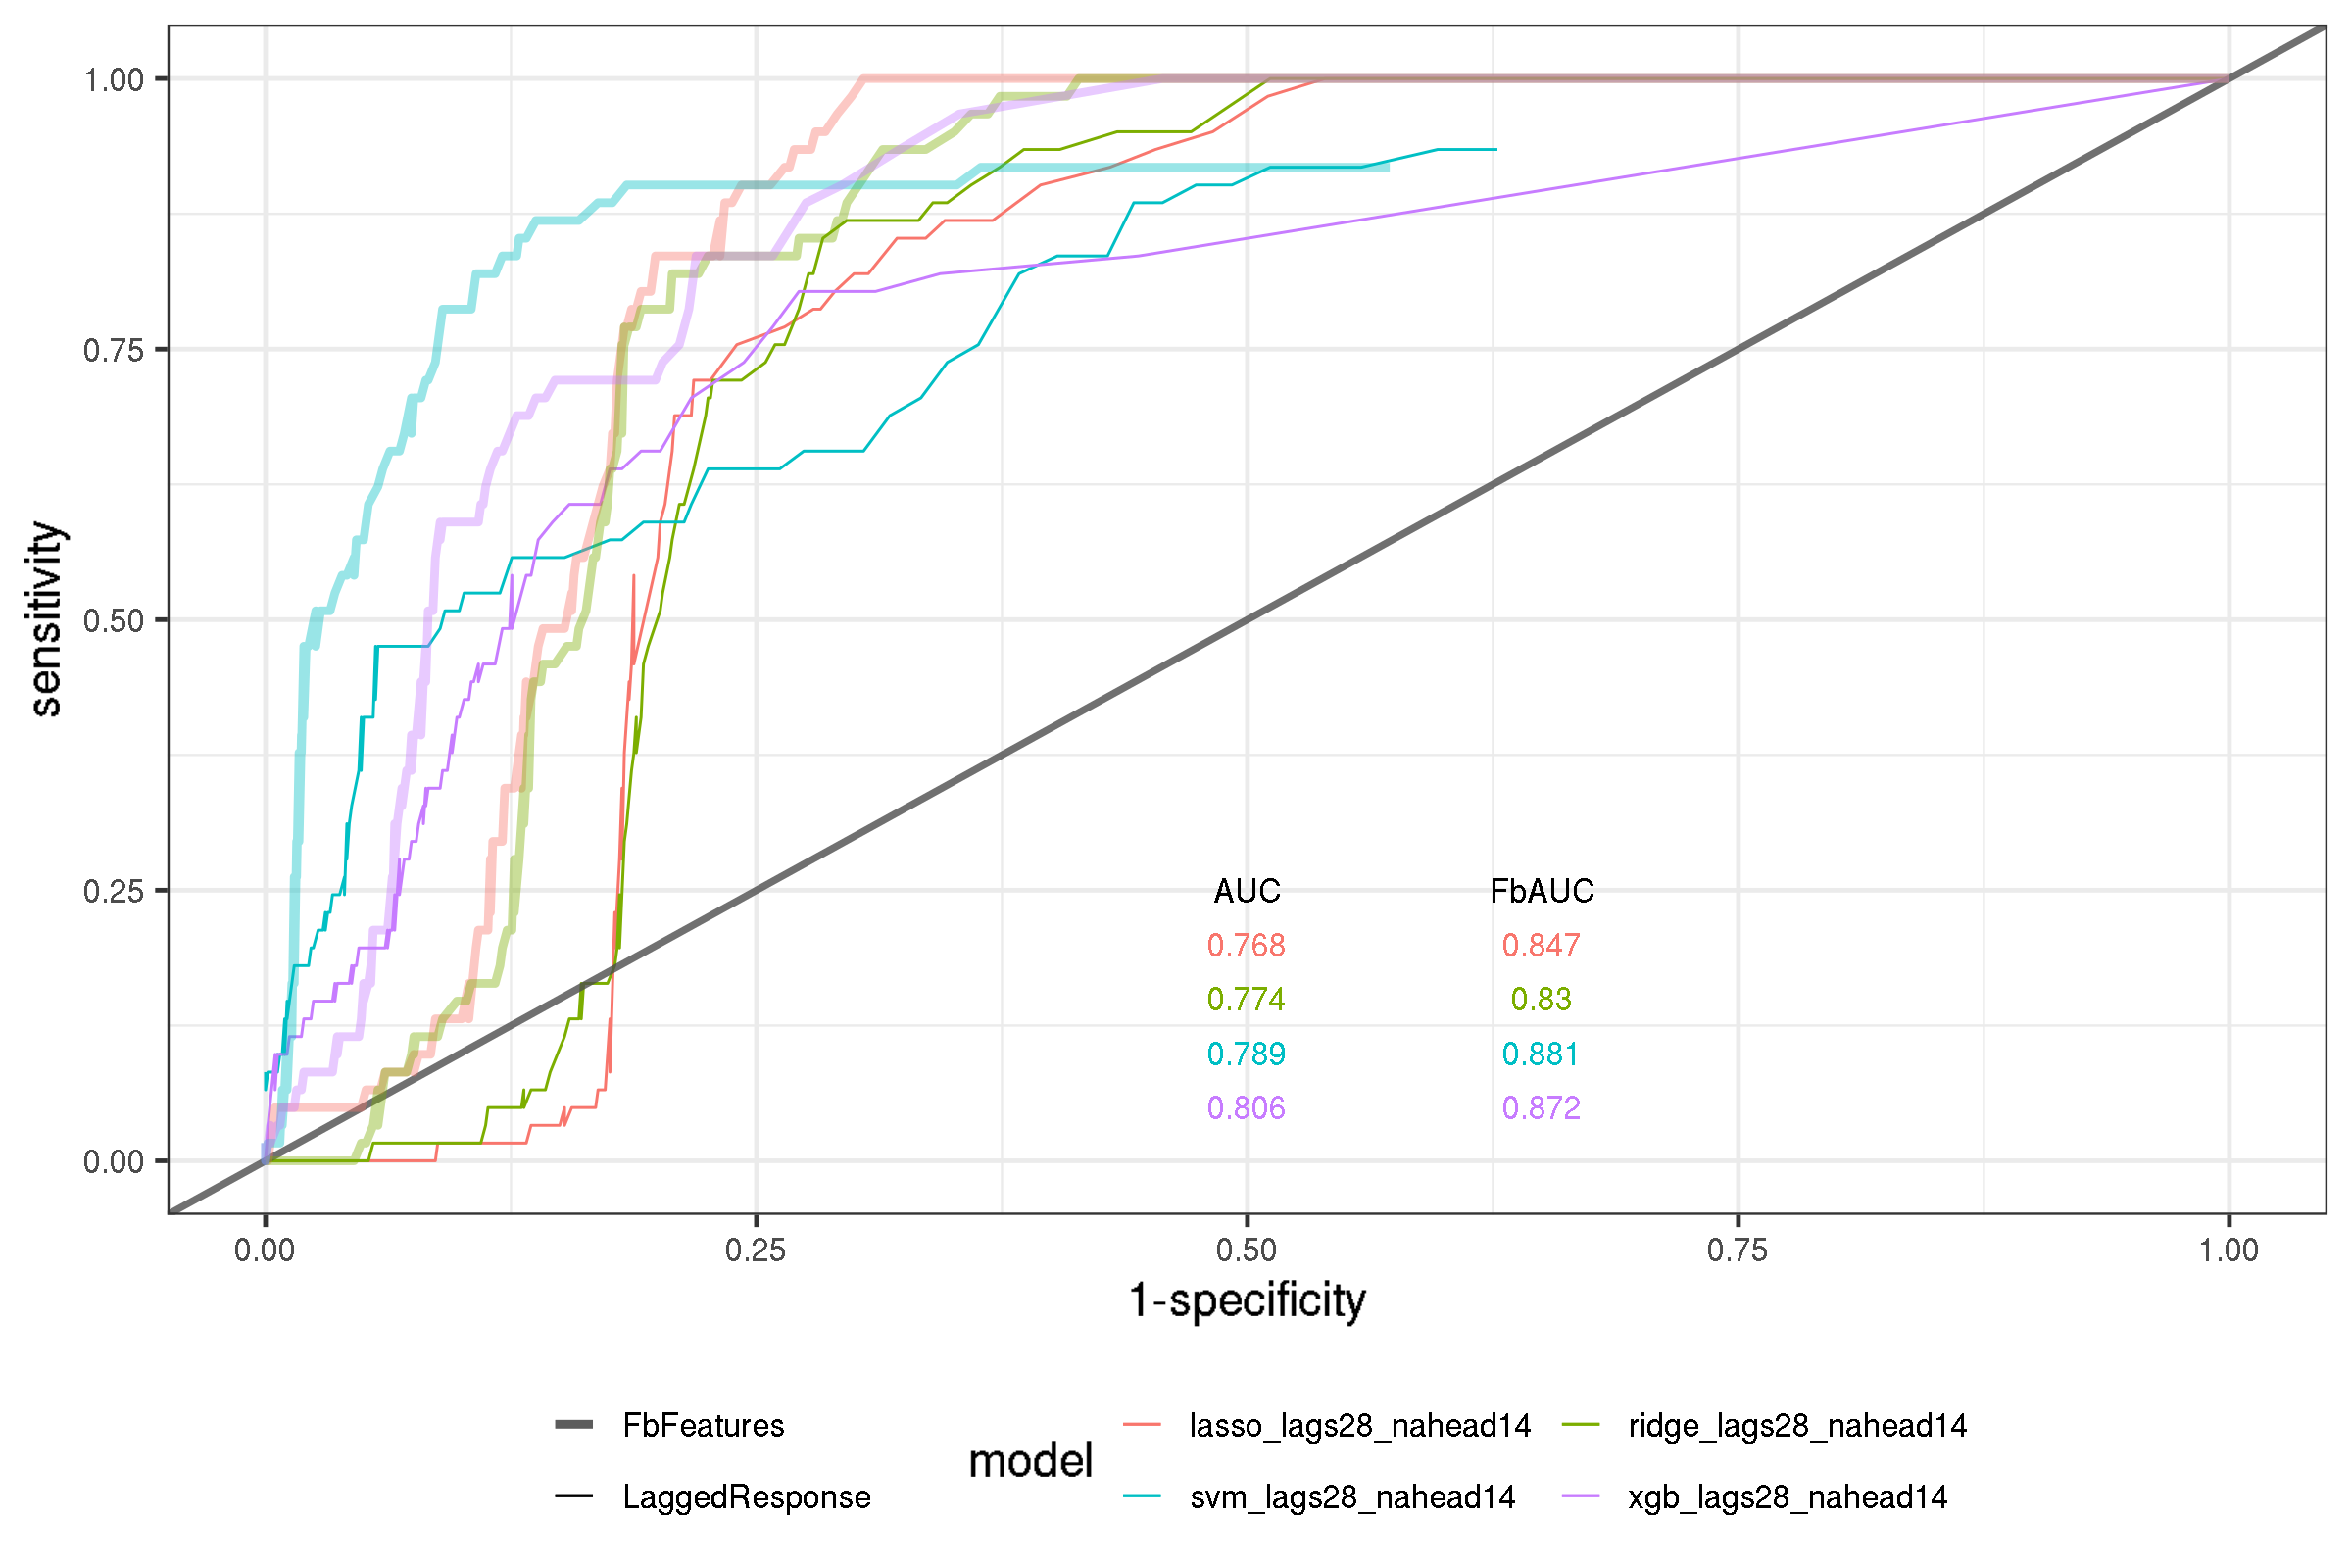 1.00
0.75
0.50
0.25
0.00
sensitivity
AUC FbAUC
0.768 0.847
0.774 0.83
0.789 0.881
0.806 0.872
0.00 0.25 0.50 0.75 1.00
1-specificity
FbFeatures
LaggedResponse
model
lasso_lags28_nahead14 ridge_lags28_nahead14
svm_lags28_nahead14 xgb_lags28_nahead14